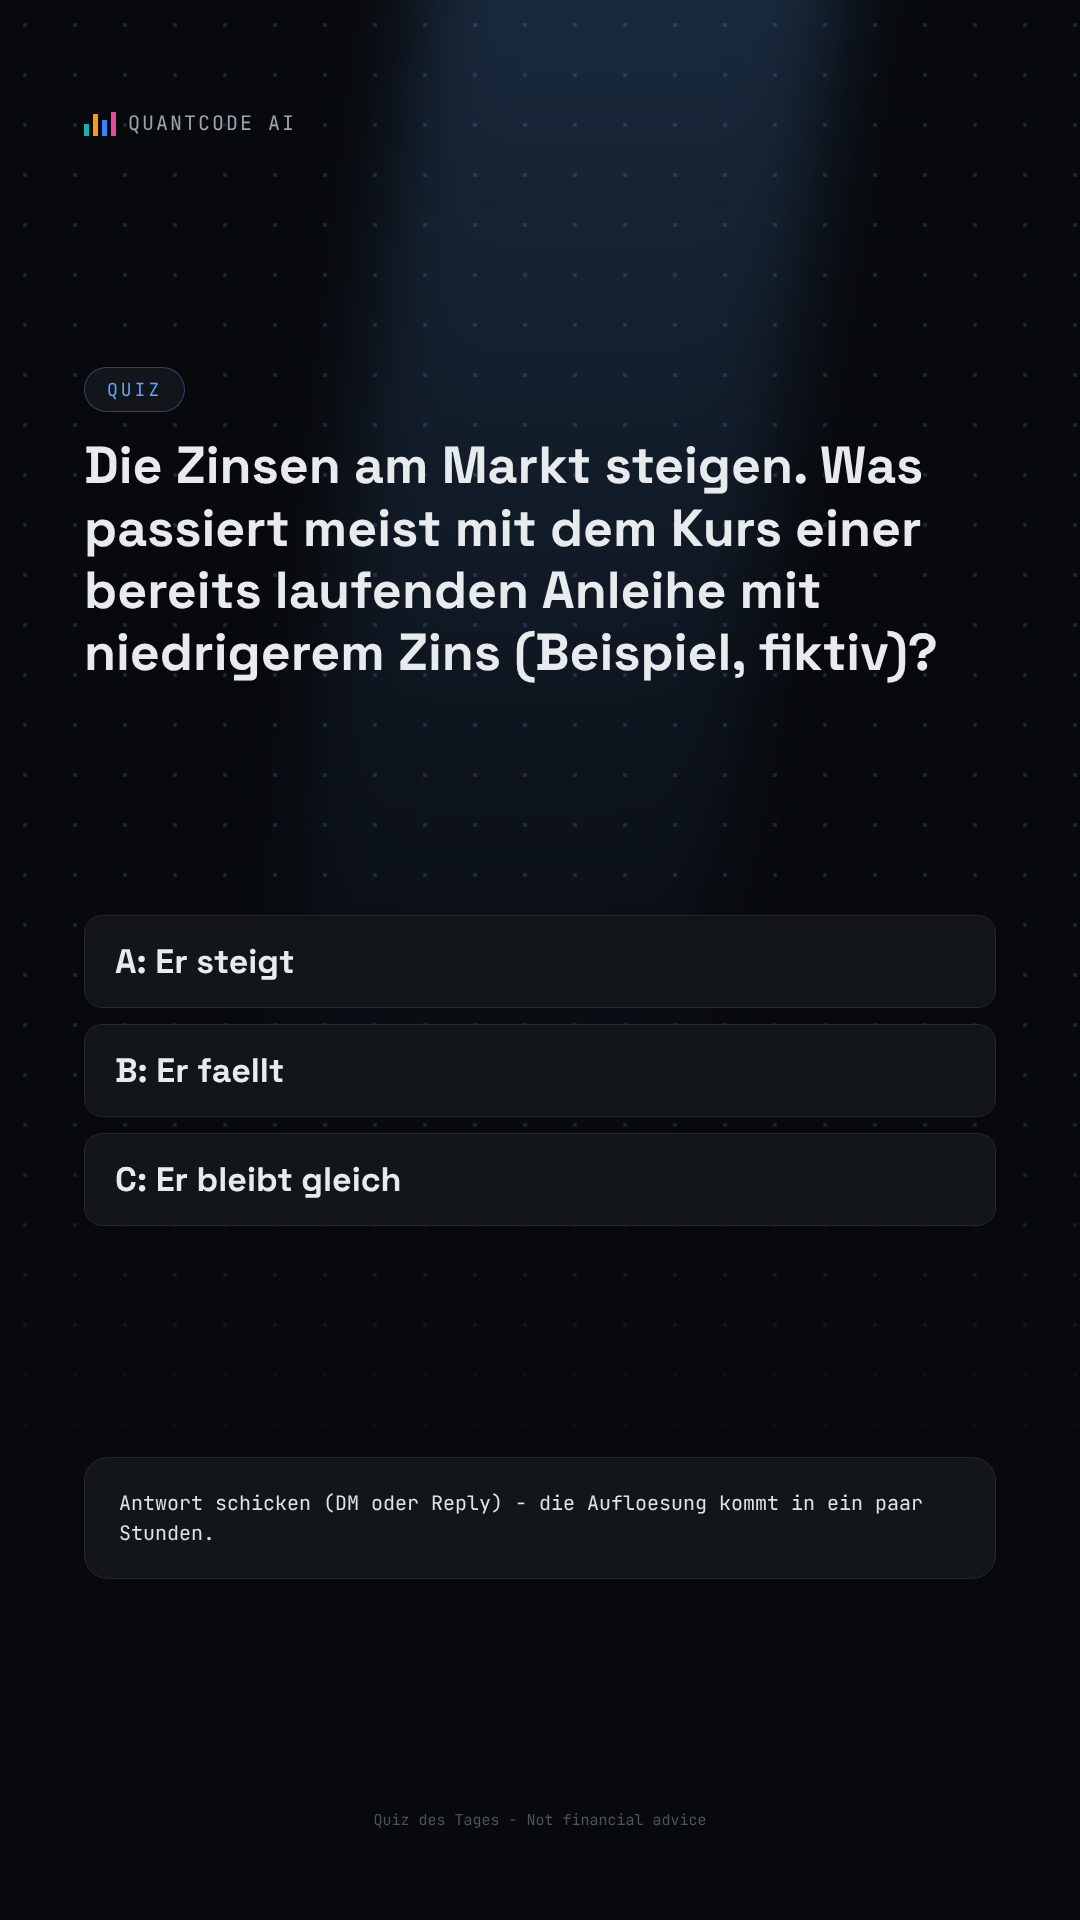 QUANTCODE AI
QUIZ
Die Zinsen am Markt steigen. Was
passiert meist mit dem Kurs einer
bereits laufenden Anleihe mit
niedrigerem Zins (Beispiel, fiktiv)?
A: Er steigt
B: Er faellt
C: Er bleibt gleich
Antwort schicken (DM oder Reply) - die Aufloesung kommt in ein paar
Stunden.
Quiz des Tages - Not financial advice